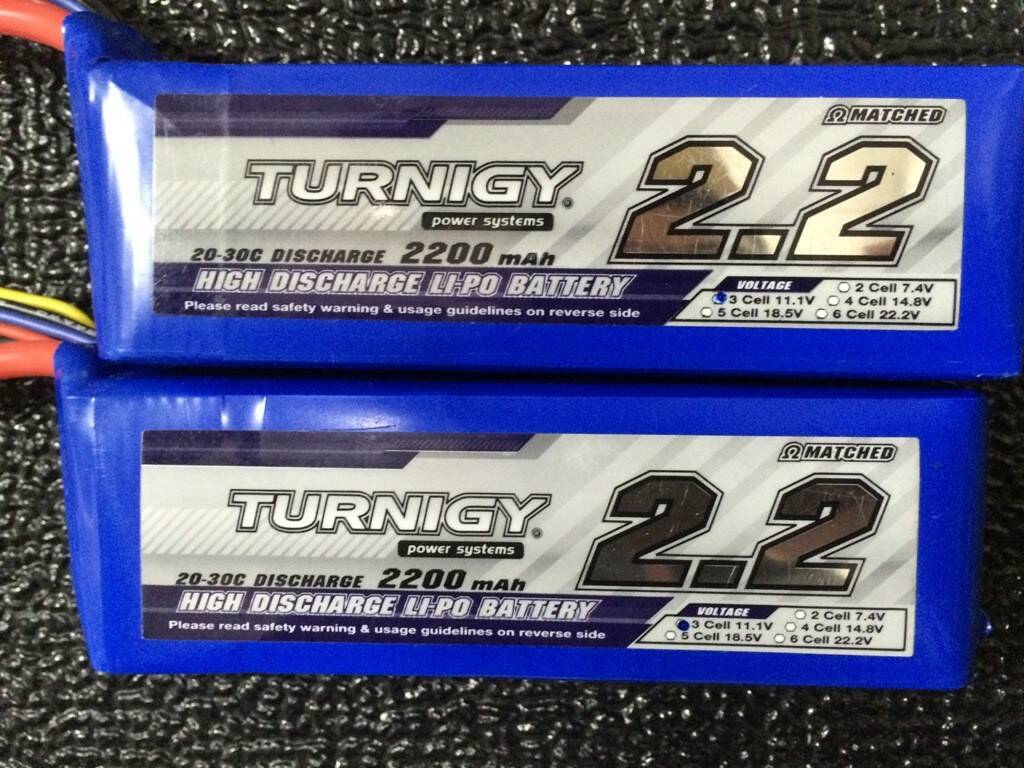 Ω MATCHED
TURNIGY
power systems
2.2
20-30C DISCHARGE 2200 mAh
HIGH DISCHARGE LI-PO BATTERY
Please read safety warning & usage guidelines on reverse side
VOLTAGE
2 Cell 7.4V
3 Cell 11.1V
4 Cell 14.8V
5 Cell 18.5V
6 Cell 22.2V
Ω MATCHED
TURNIGY
power systems
2.2
20-30C DISCHARGE 2200 mAh
HIGH DISCHARGE LI-PO BATTERY
Please read safety warning & usage guidelines on reverse side
VOLTAGE
2 Cell 7.4V
3 Cell 11.1V
4 Cell 14.8V
5 Cell 18.5V
6 Cell 22.2V